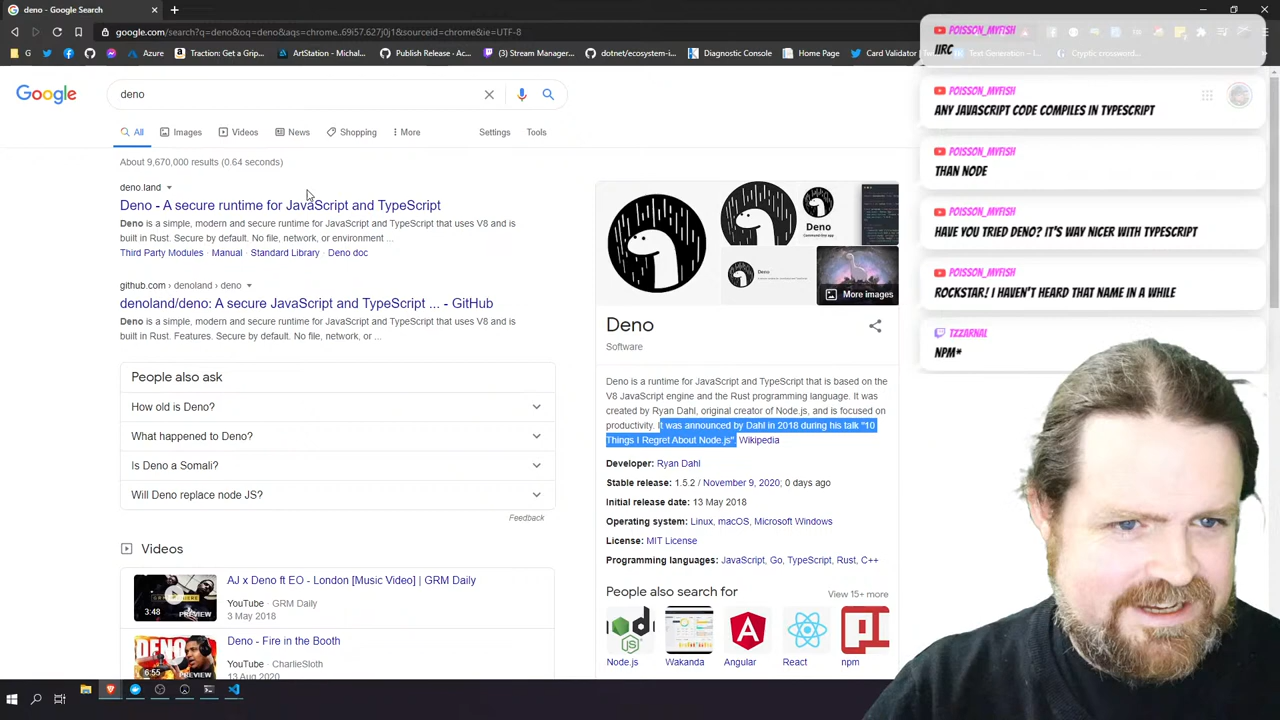 deno - Google Search
google.com/search?q=deno&oq=deno&aqs=chrome..69i57.627j0j1&sourceid=chrome&ie=UTF-8
G
Azure
Traction: Get a Grip...
ArtStation - Michal...
Publish Release - Ac...
(3) Stream Manager...
dotnet/ecosystem-i...
Diagnostic Console
Home Page
Card Validator | Ton...
Text Generation
Cryptic crossword...
Google
deno
All
Images
Videos
News
Shopping
More
Settings
Tools
About 9,670,000 results (0.64 seconds)
deno.land
Deno - A secure runtime for JavaScript and TypeScript
Deno is a simple, modern and secure runtime for JavaScript and TypeScript that uses V8 and is
built in Rust. Secure by default. No file, network, or environment ...
Third Party Modules · Manual · Standard Library · Deno doc
github.com › denoland › deno
denoland/deno: A secure JavaScript and TypeScript ... - GitHub
Deno is a simple, modern and secure runtime for JavaScript and TypeScript that uses V8 and is
built in Rust. Features. Secure by default. No file, network, or ...
People also ask
How old is Deno?
What happened to Deno?
Is Deno a Somali?
Will Deno replace node JS?
Feedback
Videos
AJ x Deno ft EO - London [Music Video] | GRM Daily
YouTube · GRM Daily
3 May 2018
3:48
PREVIEW
Deno - Fire in the Booth
YouTube · CharlieSloth
13 Aug 2020
DENO
6:55
PREVIEW
Deno
Deno
More images
Deno
Software
Deno is a runtime for JavaScript and TypeScript that is based on the
V8 JavaScript engine and the Rust programming language. It was
created by Ryan Dahl, original creator of Node.js, and is focused on
productivity. It was announced by Dahl in 2018 during his talk "10
Things I Regret About Node.js". Wikipedia
Developer: Ryan Dahl
Stable release: 1.5.2 / November 9, 2020; 0 days ago
Initial release date: 13 May 2018
Operating system: Linux, macOS, Microsoft Windows
License: MIT License
Programming languages: JavaScript, Go, TypeScript, Rust, C++
People also search for
View 15+ more
Node.js
Wakanda
Angular
React
npm
POISSON_MYFISH
IIRC
POISSON_MYFISH
ANY JAVASCRIPT CODE COMPILES IN TYPESCRIPT
POISSON_MYFISH
THAN NODE
POISSON_MYFISH
HAVE YOU TRIED DENO? IT'S WAY NICER WITH TYPESCRIPT
POISSON_MYFISH
ROCKSTAR! I HAVEN'T HEARD THAT NAME IN A WHILE
TZZARNAL
NPM*